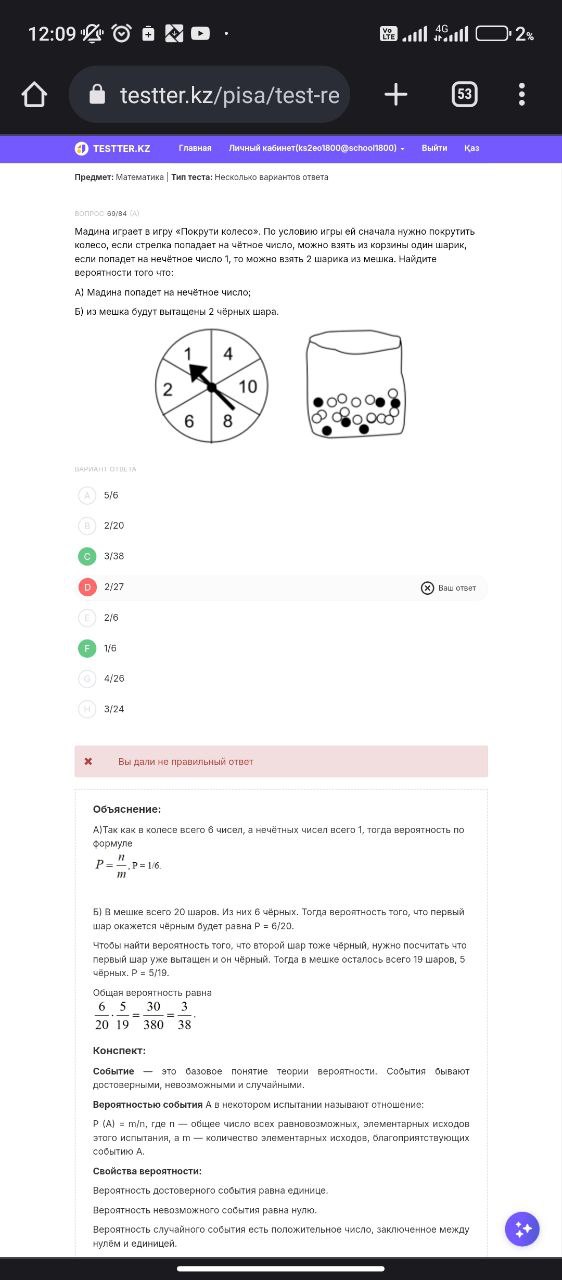 12:09
Vo LTE
4G
2%
testter.kz/pisa/test-re
53
TESTTER.KZ
Главная
Личный кабинет(ks2eo1800@school1800)
Выйти
Қаз
Предмет: Математика | Тип теста: Несколько вариантов ответа
ВОПРОС 69/84 (A)
Мадина играет в игру «Покрути колесо». По условию игры ей сначала нужно покрутить
колесо, если стрелка попадает на чётное число, можно взять из корзины один шарик,
если попадает на нечётное число 1, то можно взять 2 шарика из мешка. Найдите
вероятности того что:
А) Мадина попадет на нечётное число;
Б) из мешка будут вытащены 2 чёрных шара.
1
4
2
10
6
8
ВАРИАНТ ОТВЕТА
A 5/6
B 2/20
C 3/38
D 2/27
Ваш ответ
E 2/6
F 1/6
G 4/26
H 3/24
Вы дали не правильный ответ
Объяснение:
А)Так как в колесе всего 6 чисел, а нечётных чисел всего 1, тогда вероятность по
формуле
P = n/m, P = 1/6.
Б) В мешке всего 20 шаров. Из них 6 чёрных. Тогда вероятность того, что первый
шар окажется чёрным будет равна P = 6/20.
Чтобы найти вероятность того, что второй шар тоже чёрный, нужно посчитать что
первый шар уже вытащен и он чёрный. Тогда в мешке осталось всего 19 шаров, 5
чёрных. P = 5/19.
Общая вероятность равна
6/20 · 5/19 = 30/380 = 3/38.
Конспект:
Событие — это базовое понятие теории вероятности. События бывают
достоверными, невозможными и случайными.
Вероятностью события А в некотором испытании называют отношение:
P (A) = m/n, где n — общее число всех равновозможных, элементарных исходов
этого испытания, а m — количество элементарных исходов, благоприятствующих
событию А.
Свойства вероятности:
Вероятность достоверного события равна единице.
Вероятность невозможного события равна нулю.
Вероятность случайного события есть положительное число, заключенное между
нулём и единицей.